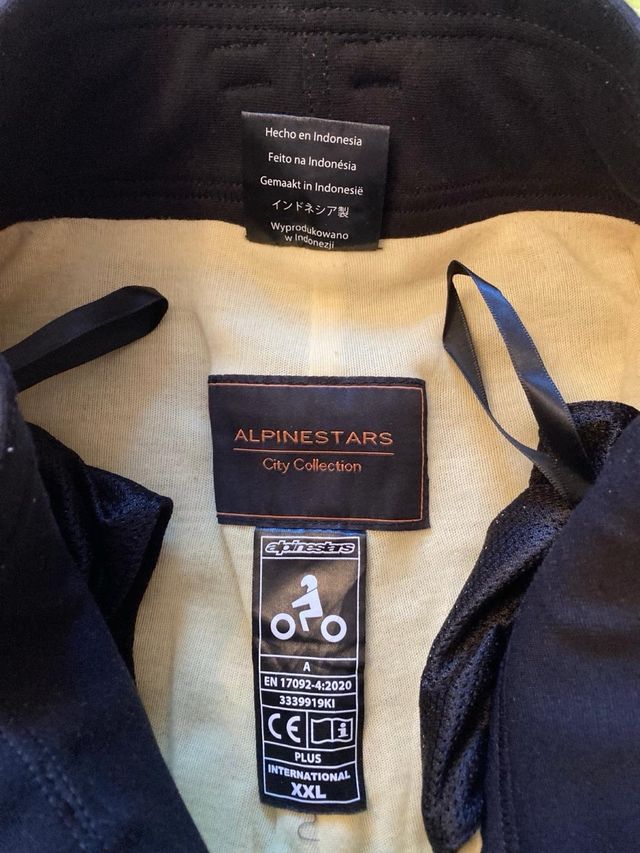 Hecho en Indonesia
Feito na Indonésia
Gemaakt in Indonesië
インドネシア製
Wyprodukowano
w Indonezji
ALPINESTARS
City Collection
alpinestars
A
EN 17092-4:2020
3339919KI
CE
i
PLUS
INTERNATIONAL
XXL